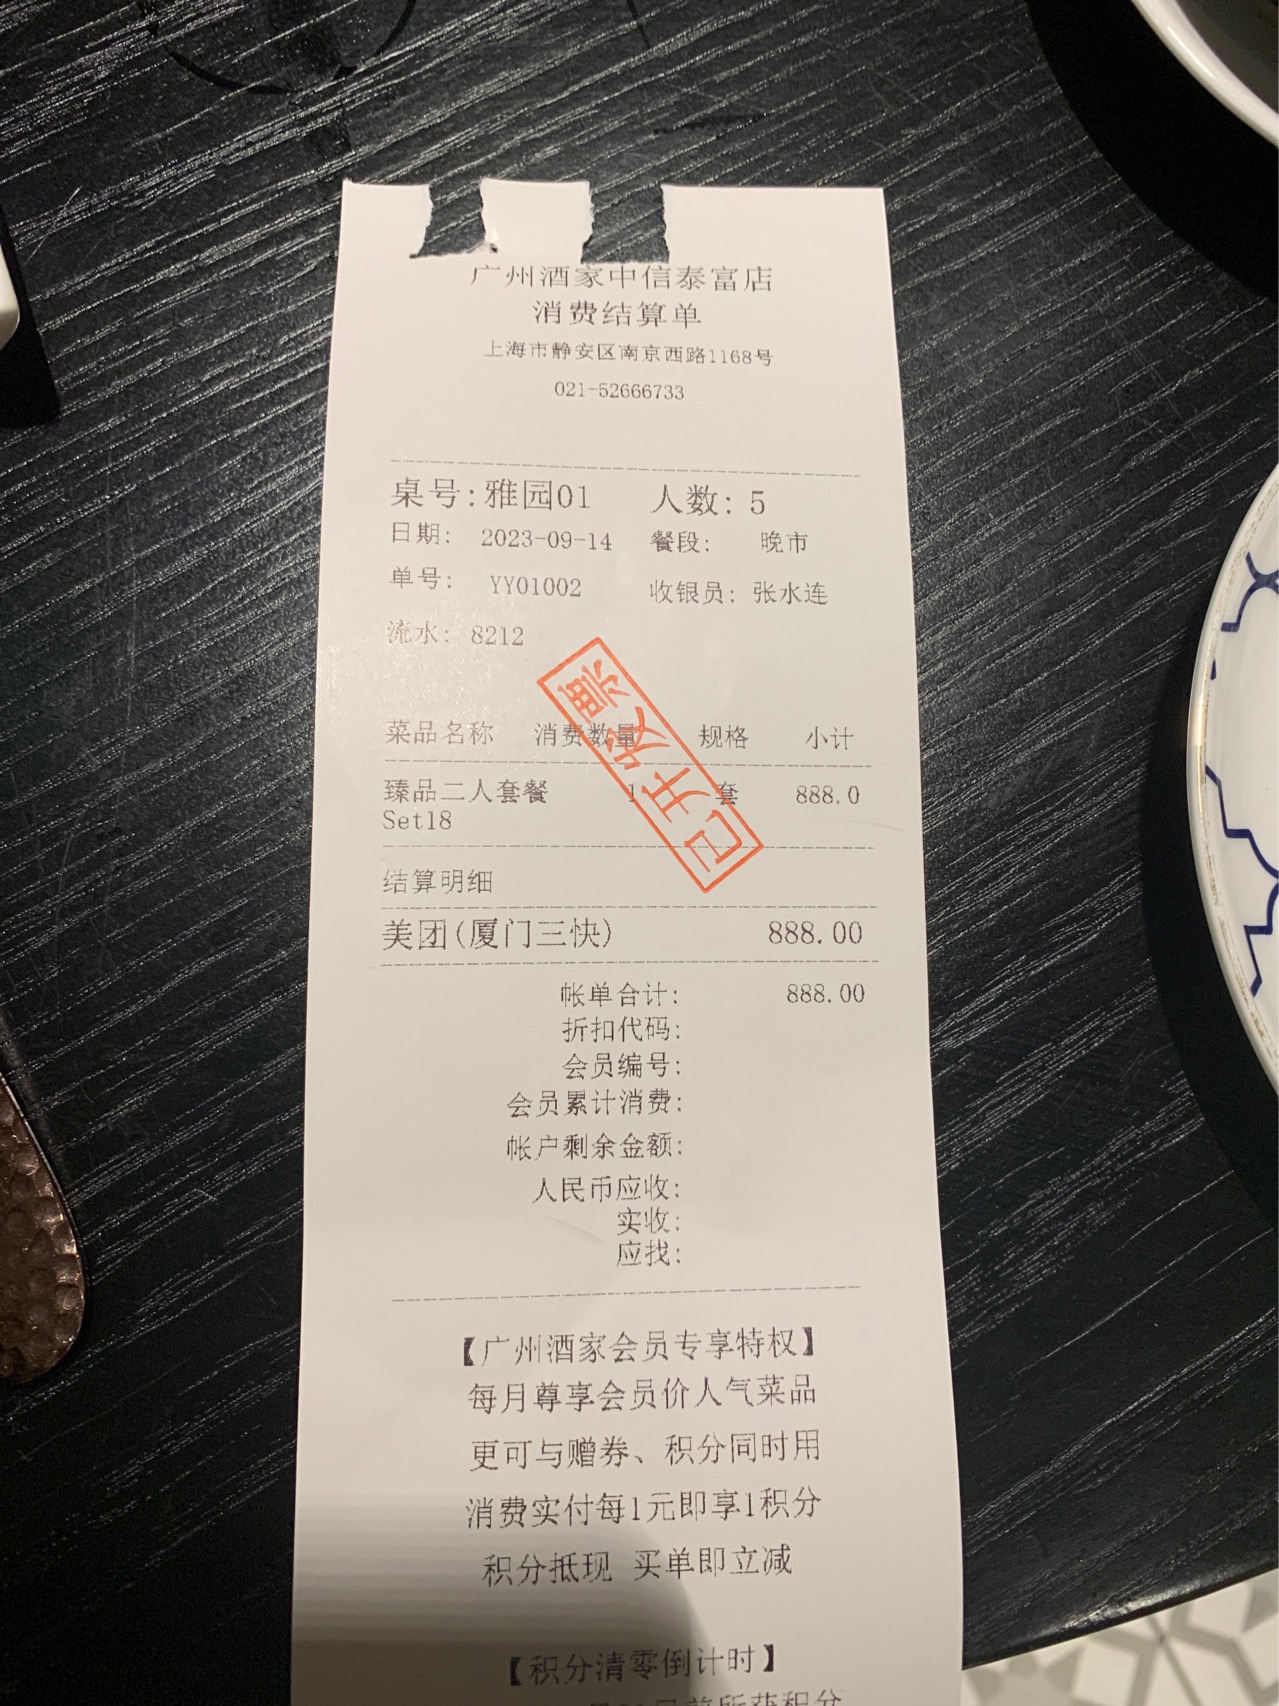 广州酒家中信泰富店
消费结算单
上海市静安区南京西路1168号
021-52666733
桌号:雅园01 人数: 5
日期: 2023-09-14 餐段: 晚市
单号: YY01002 收银员: 张水连
流水: 8212
已开发票
菜品名称 消费数量 规格 小计
臻品二人套餐 1 套 888.0
Set18
结算明细
美团(厦门三快) 888.00
帐单合计: 888.00
折扣代码:
会员编号:
会员累计消费:
帐户剩余金额:
人民币应收:
实收:
应找:
【广州酒家会员专享特权】
每月尊享会员价人气菜品
更可与赠券、积分同时用
消费实付每1元即享1积分
积分抵现 买单即立减
【积分清零倒计时】
前所获积分